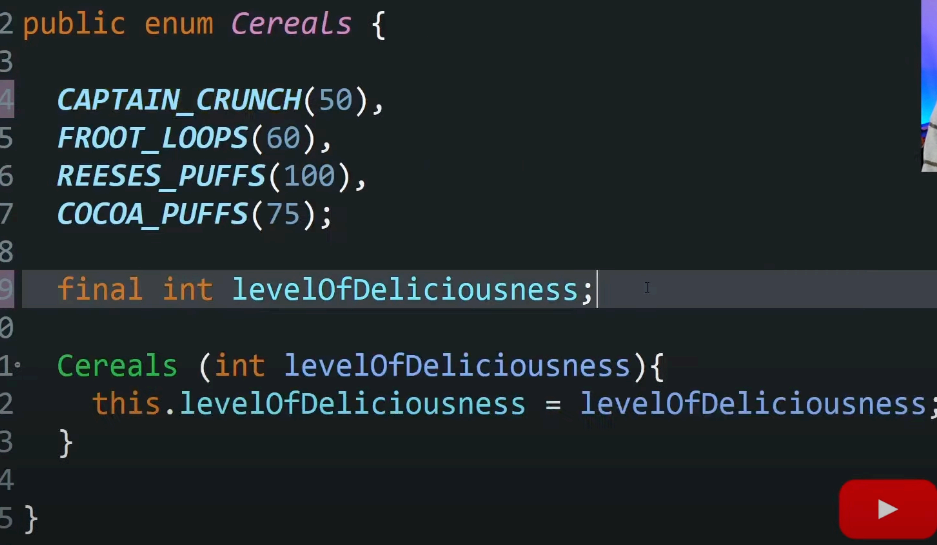 2 public enum Cereals {
3
4 CAPTAIN_CRUNCH(50),
5 FROOT_LOOPS(60),
6 REESES_PUFFS(100),
7 COCOA_PUFFS(75);
8
9 final int levelOfDeliciousness;
0
1 Cereals (int levelOfDeliciousness){
2 this.levelOfDeliciousness = levelOfDeliciousness;
3 }
4
5 }